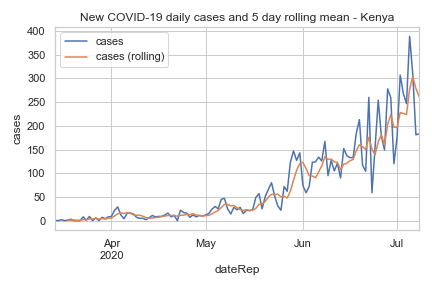 New COVID-19 daily cases and 5 day rolling mean - Kenya
cases
cases (rolling)
400
350
300
250
200
150
100
50
0
cases
Apr
2020
May
Jun
Jul
dateRep